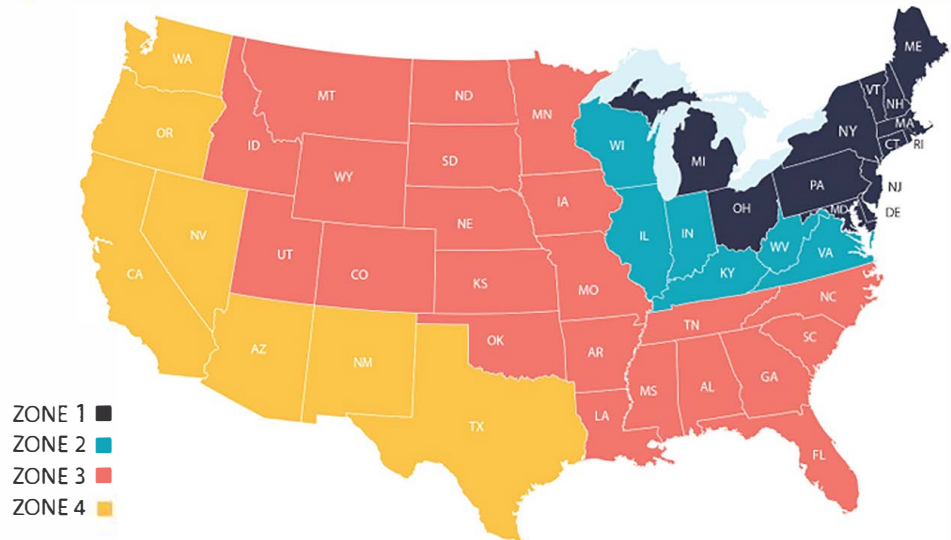 ME
WA
VT
MT
ND
NH
MN
MA
OR
NY
WI
CT
RI
ID
SD
MI
WY
PA
NJ
IA
OH
MD
DE
NE
NV
IL
IN
WV
UT
VA
CO
KY
CA
KS
MO
NC
TN
OK
SC
AZ
AR
NM
GA
MS
AL
LA
TX
FL
ZONE 1
ZONE 2
ZONE 3
ZONE 4